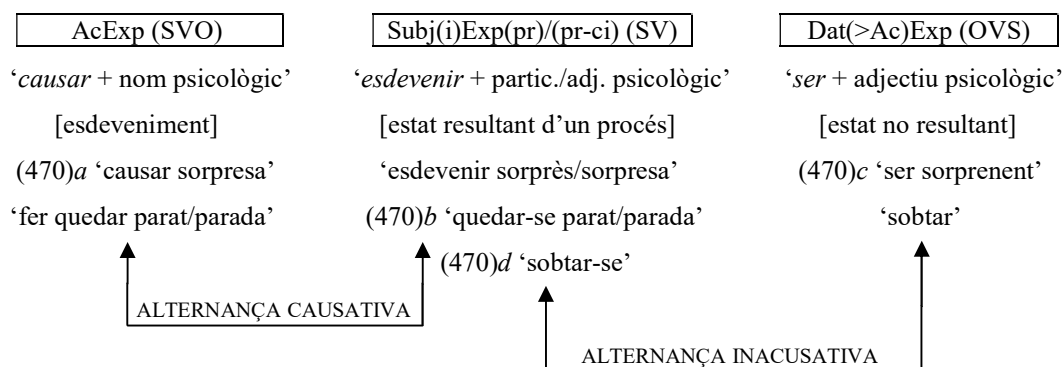 AcExp (SVO) Subj(i)Exp(pr)/(pr-ci) (SV) Dat(>Ac)Exp (OVS)
‘causar + nom psicològic’ ‘esdevenir + partic./adj. psicològic’ ‘ser + adjectiu psicològic’
[esdeveniment] [estat resultant d’un procés] [estat no resultant]
(470)a ‘causar sorpresa’ ‘esdevenir sorprès/sorpresa’ (470)c ‘ser sorprenent’
‘fer quedar parat/parada’ (470)b ‘quedar-se parat/parada’ ‘sobtar’
(470)d ‘sobtar-se’
ALTERNANÇA CAUSATIVA
ALTERNANÇA INACUSATIVA